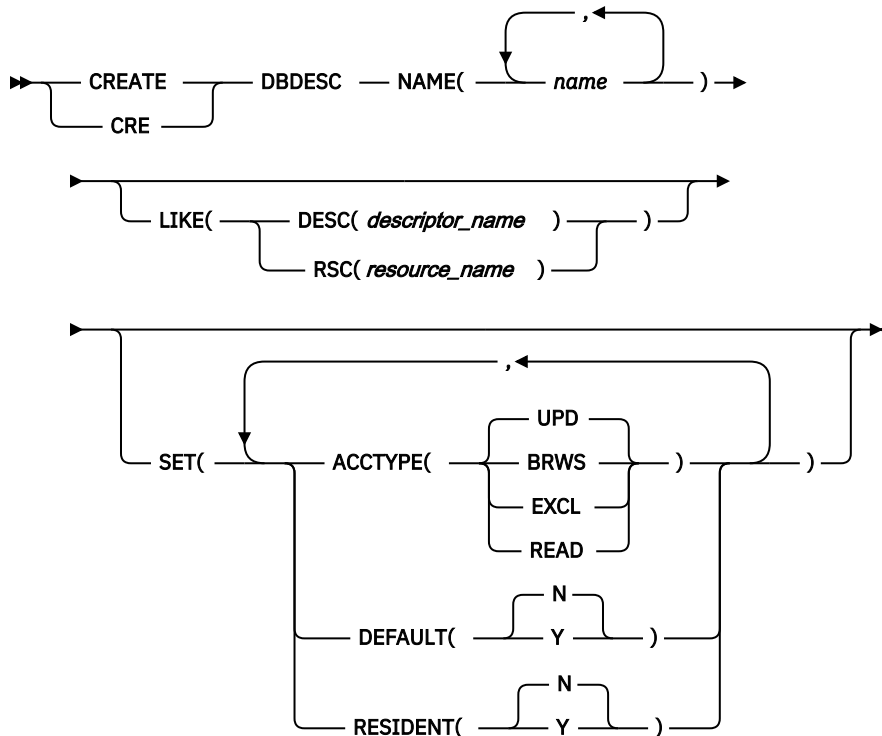 ,
CREATE DBDESC NAME( name )
CRE
LIKE( DESC( descriptor_name ) )
RSC( resource_name )
,
UPD
SET( ACCTYPE( BRWS ) )
EXCL
READ
N
DEFAULT( Y )
N
RESIDENT( Y )